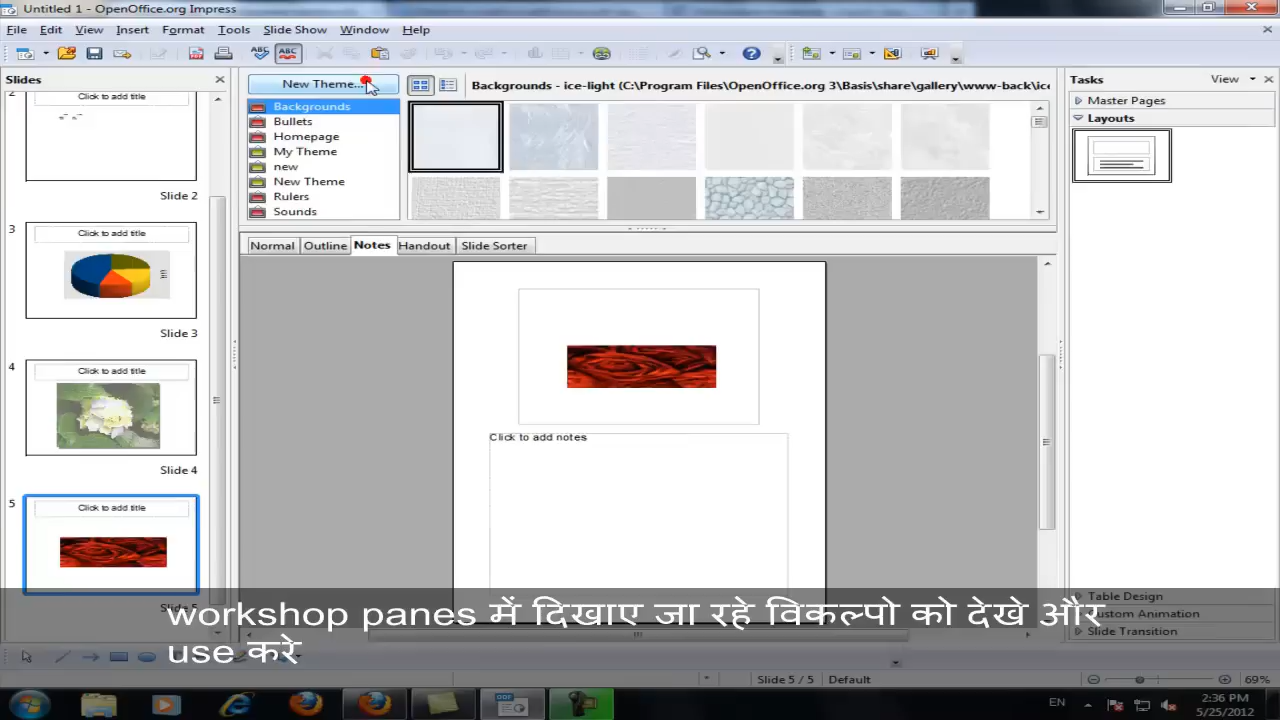 Untitled 1 - OpenOffice.org Impress
File Edit View Insert Format Tools Slide Show Window Help
Slides
Click to add title
Slide 2
3
Click to add title
Slide 3
4
Click to add title
Slide 4
5
Click to add title
New Theme...
Backgrounds - ice-light (C:\Program Files\OpenOffice.org 3\Basis\share\gallery\www-back\ice
Backgrounds
Bullets
Homepage
My Theme
new
New Theme
Rulers
Sounds
Normal Outline Notes Handout Slide Sorter
Click to add notes
Tasks View
Master Pages
Layouts
Table Design
Custom Animation
Slide Transition
workshop panes में दिखाए जा रहे विकल्पो को देखे और
use करे
Slide 5 / 5 Default 69%
EN 2:36 PM
5/25/2012